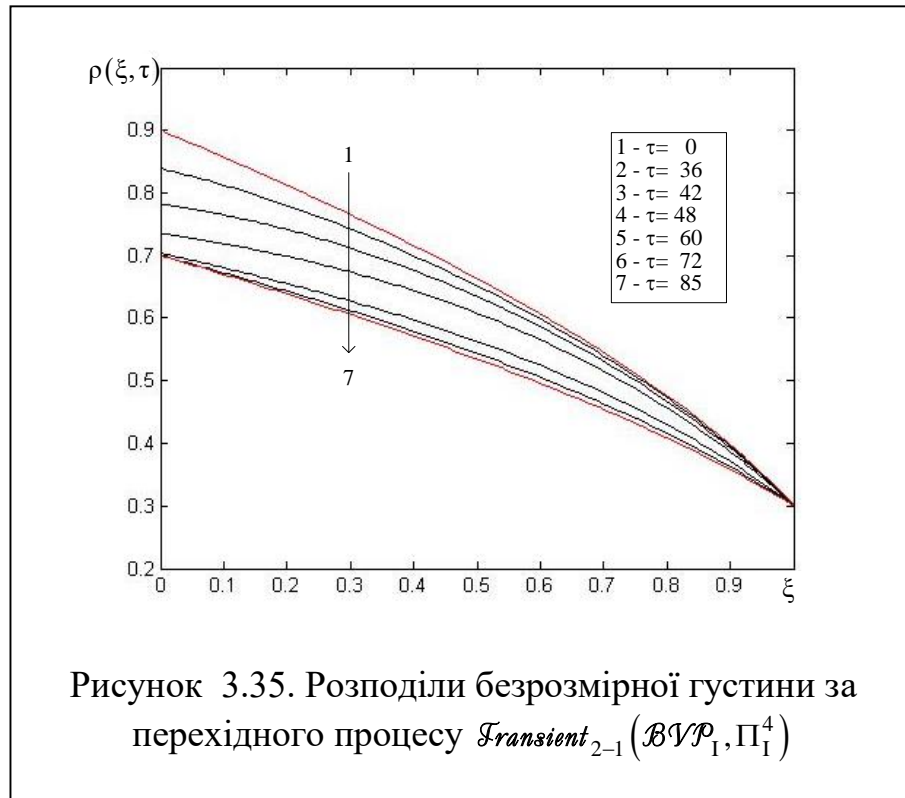 ρ(ξ,τ)
0.9
0.8
0.7
0.6
0.5
0.4
0.3
0.2
1
7
1 - τ= 0
2 - τ= 36
3 - τ= 42
4 - τ= 48
5 - τ= 60
6 - τ= 72
7 - τ= 85
0 0.1 0.2 0.3 0.4 0.5 0.6 0.7 0.8 0.9 ξ
Рисунок 3.35. Розподіли безрозмірної густини за
перехідного процесу 𝒯ransient₂₋₁(ℬ𝒱𝒫_I, Π_I^4)